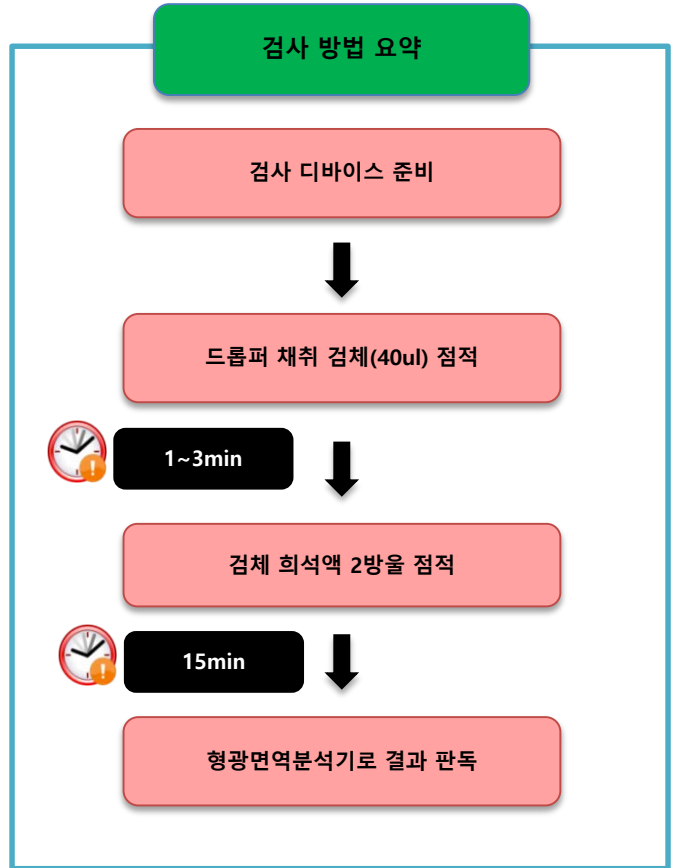 검사 방법 요약
검사 디바이스 준비
드롭퍼 채취 검체(40ul) 점적
1~3min
검체 희석액 2방울 점적
15min
형광면역분석기로 결과 판독